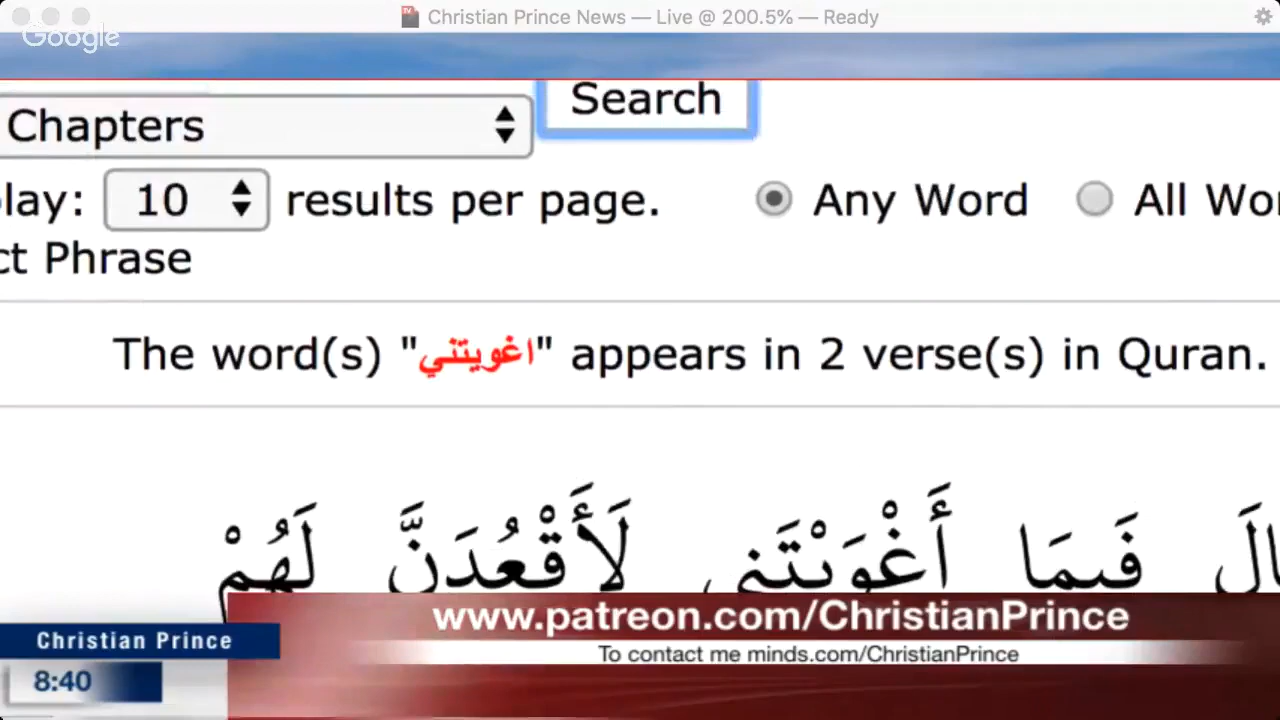 Christian Prince News — Live @ 200.5% — Ready
Google
Chapters
Search
lay: 10 results per page. Any Word All Wor
ct Phrase
The word(s) "اغويتني" appears in 2 verse(s) in Quran.
الَ فَبِمَا أَغْوَيْتَنِي لَأَقْعُدَنَّ لَهُمْ
www.patreon.com/ChristianPrince
Christian Prince
To contact me minds.com/ChristianPrince
8:40